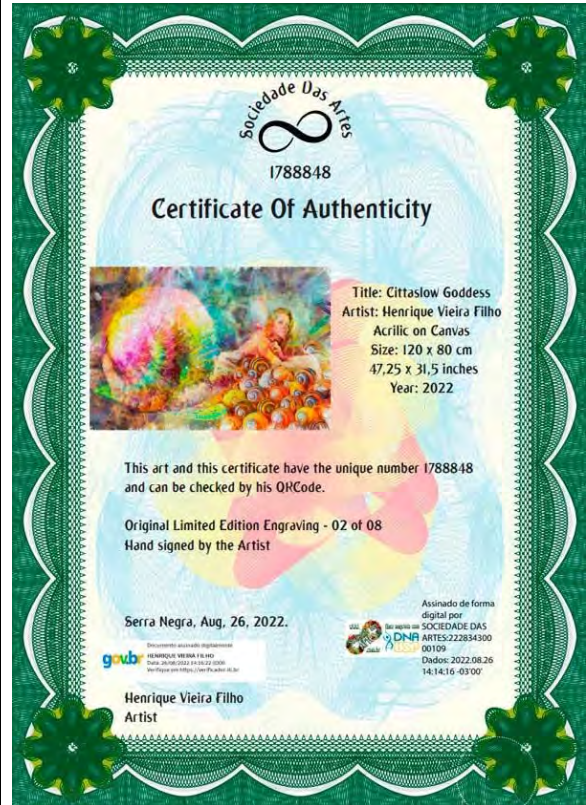 Sociedade Das Artes
1788848
Certificate Of Authenticity
Title: Cittaslow Goddess
Artist: Henrique Vieira Filho
Acrilic on Canvas
Size: 120 x 80 cm
47,25 x 31,5 inches
Year: 2022
This art and this certificate have the unique number 1788848
and can be checked by his QRCode.
Original Limited Edition Engraving - 02 of 08
Hand signed by the Artist
Serra Negra, Aug, 26, 2022.
gov.br
Documento assinado digitalmente
HENRIQUE VIEIRA FILHO
DNA
Assinado de forma
digital por
SOCIEDADE DAS
ARTES:222834300
00109
Dados: 2022.08.26
14:14:16 -03'00'
Henrique Vieira Filho
Artist